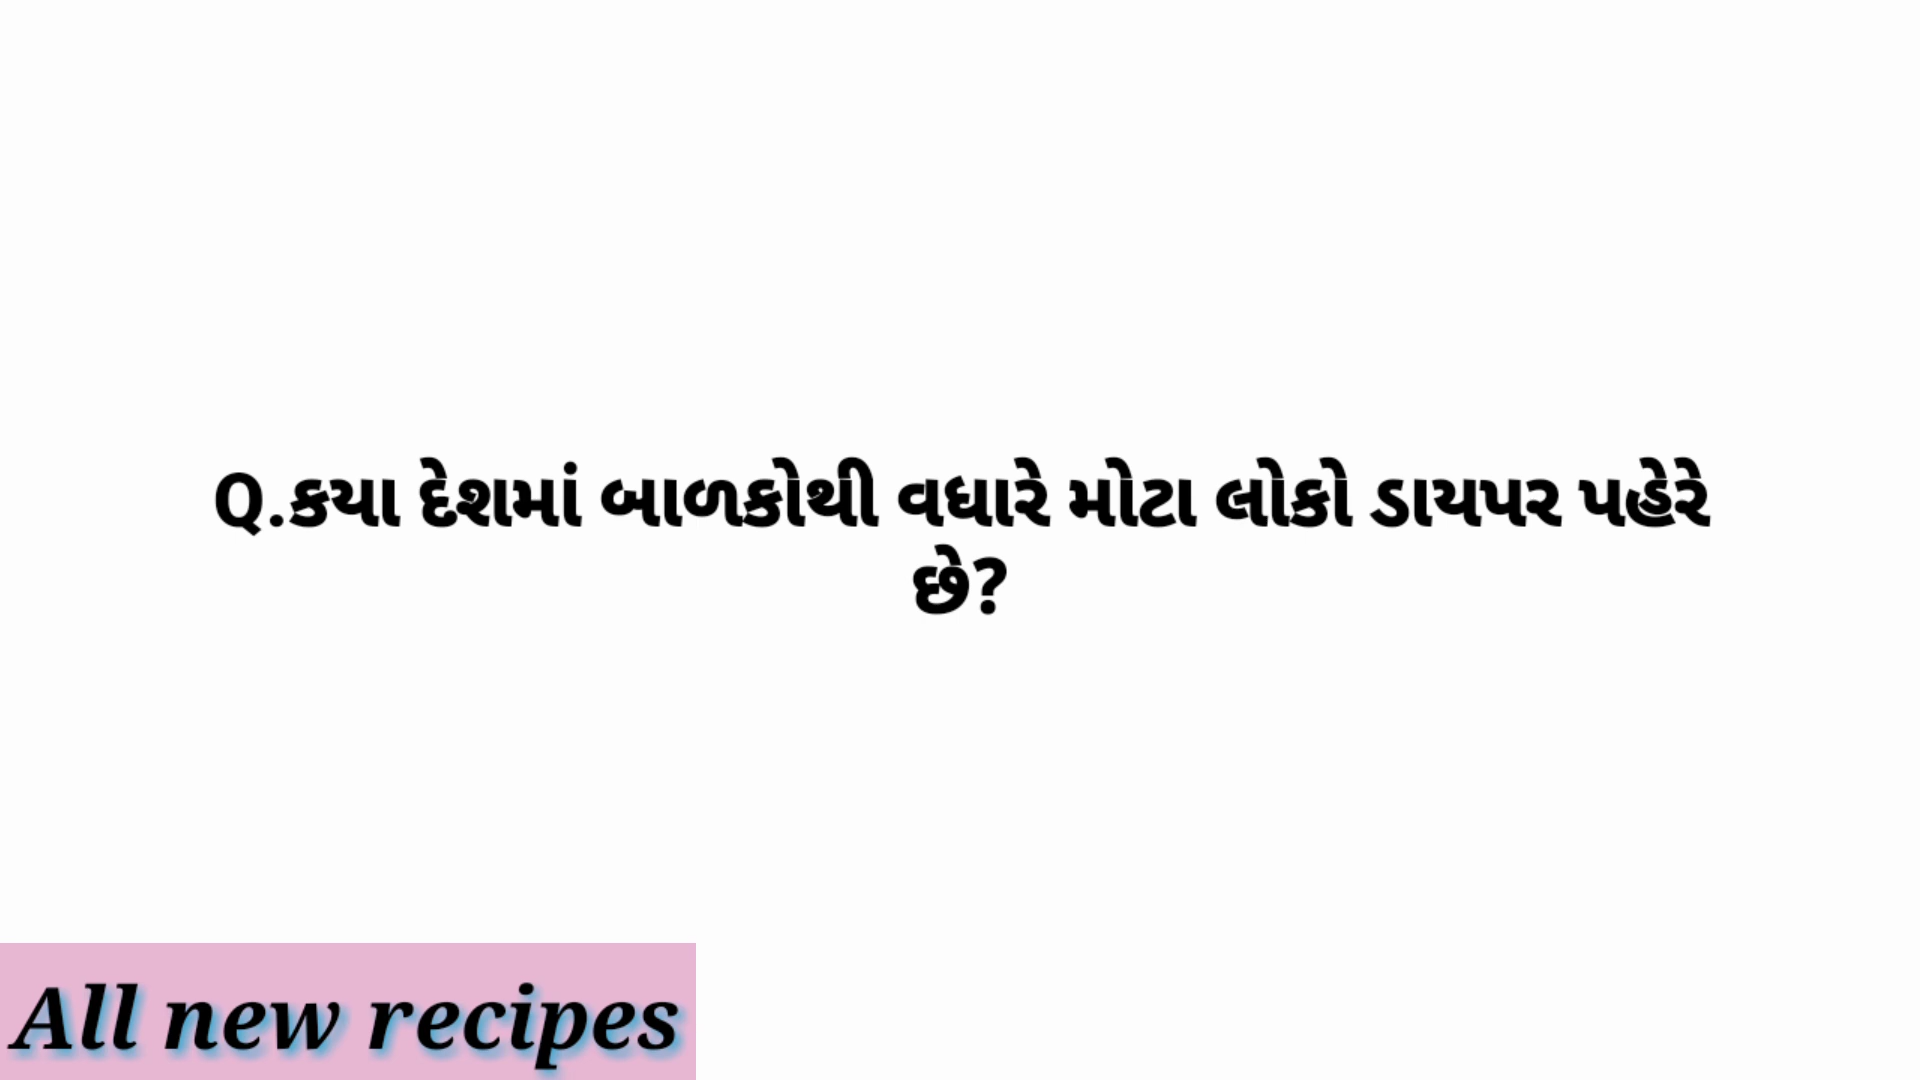 Q.કયા દેશમાં બાળકોથી વધારે મોટા લોકો ડાયપર પહેરે
છે?
All new recipes